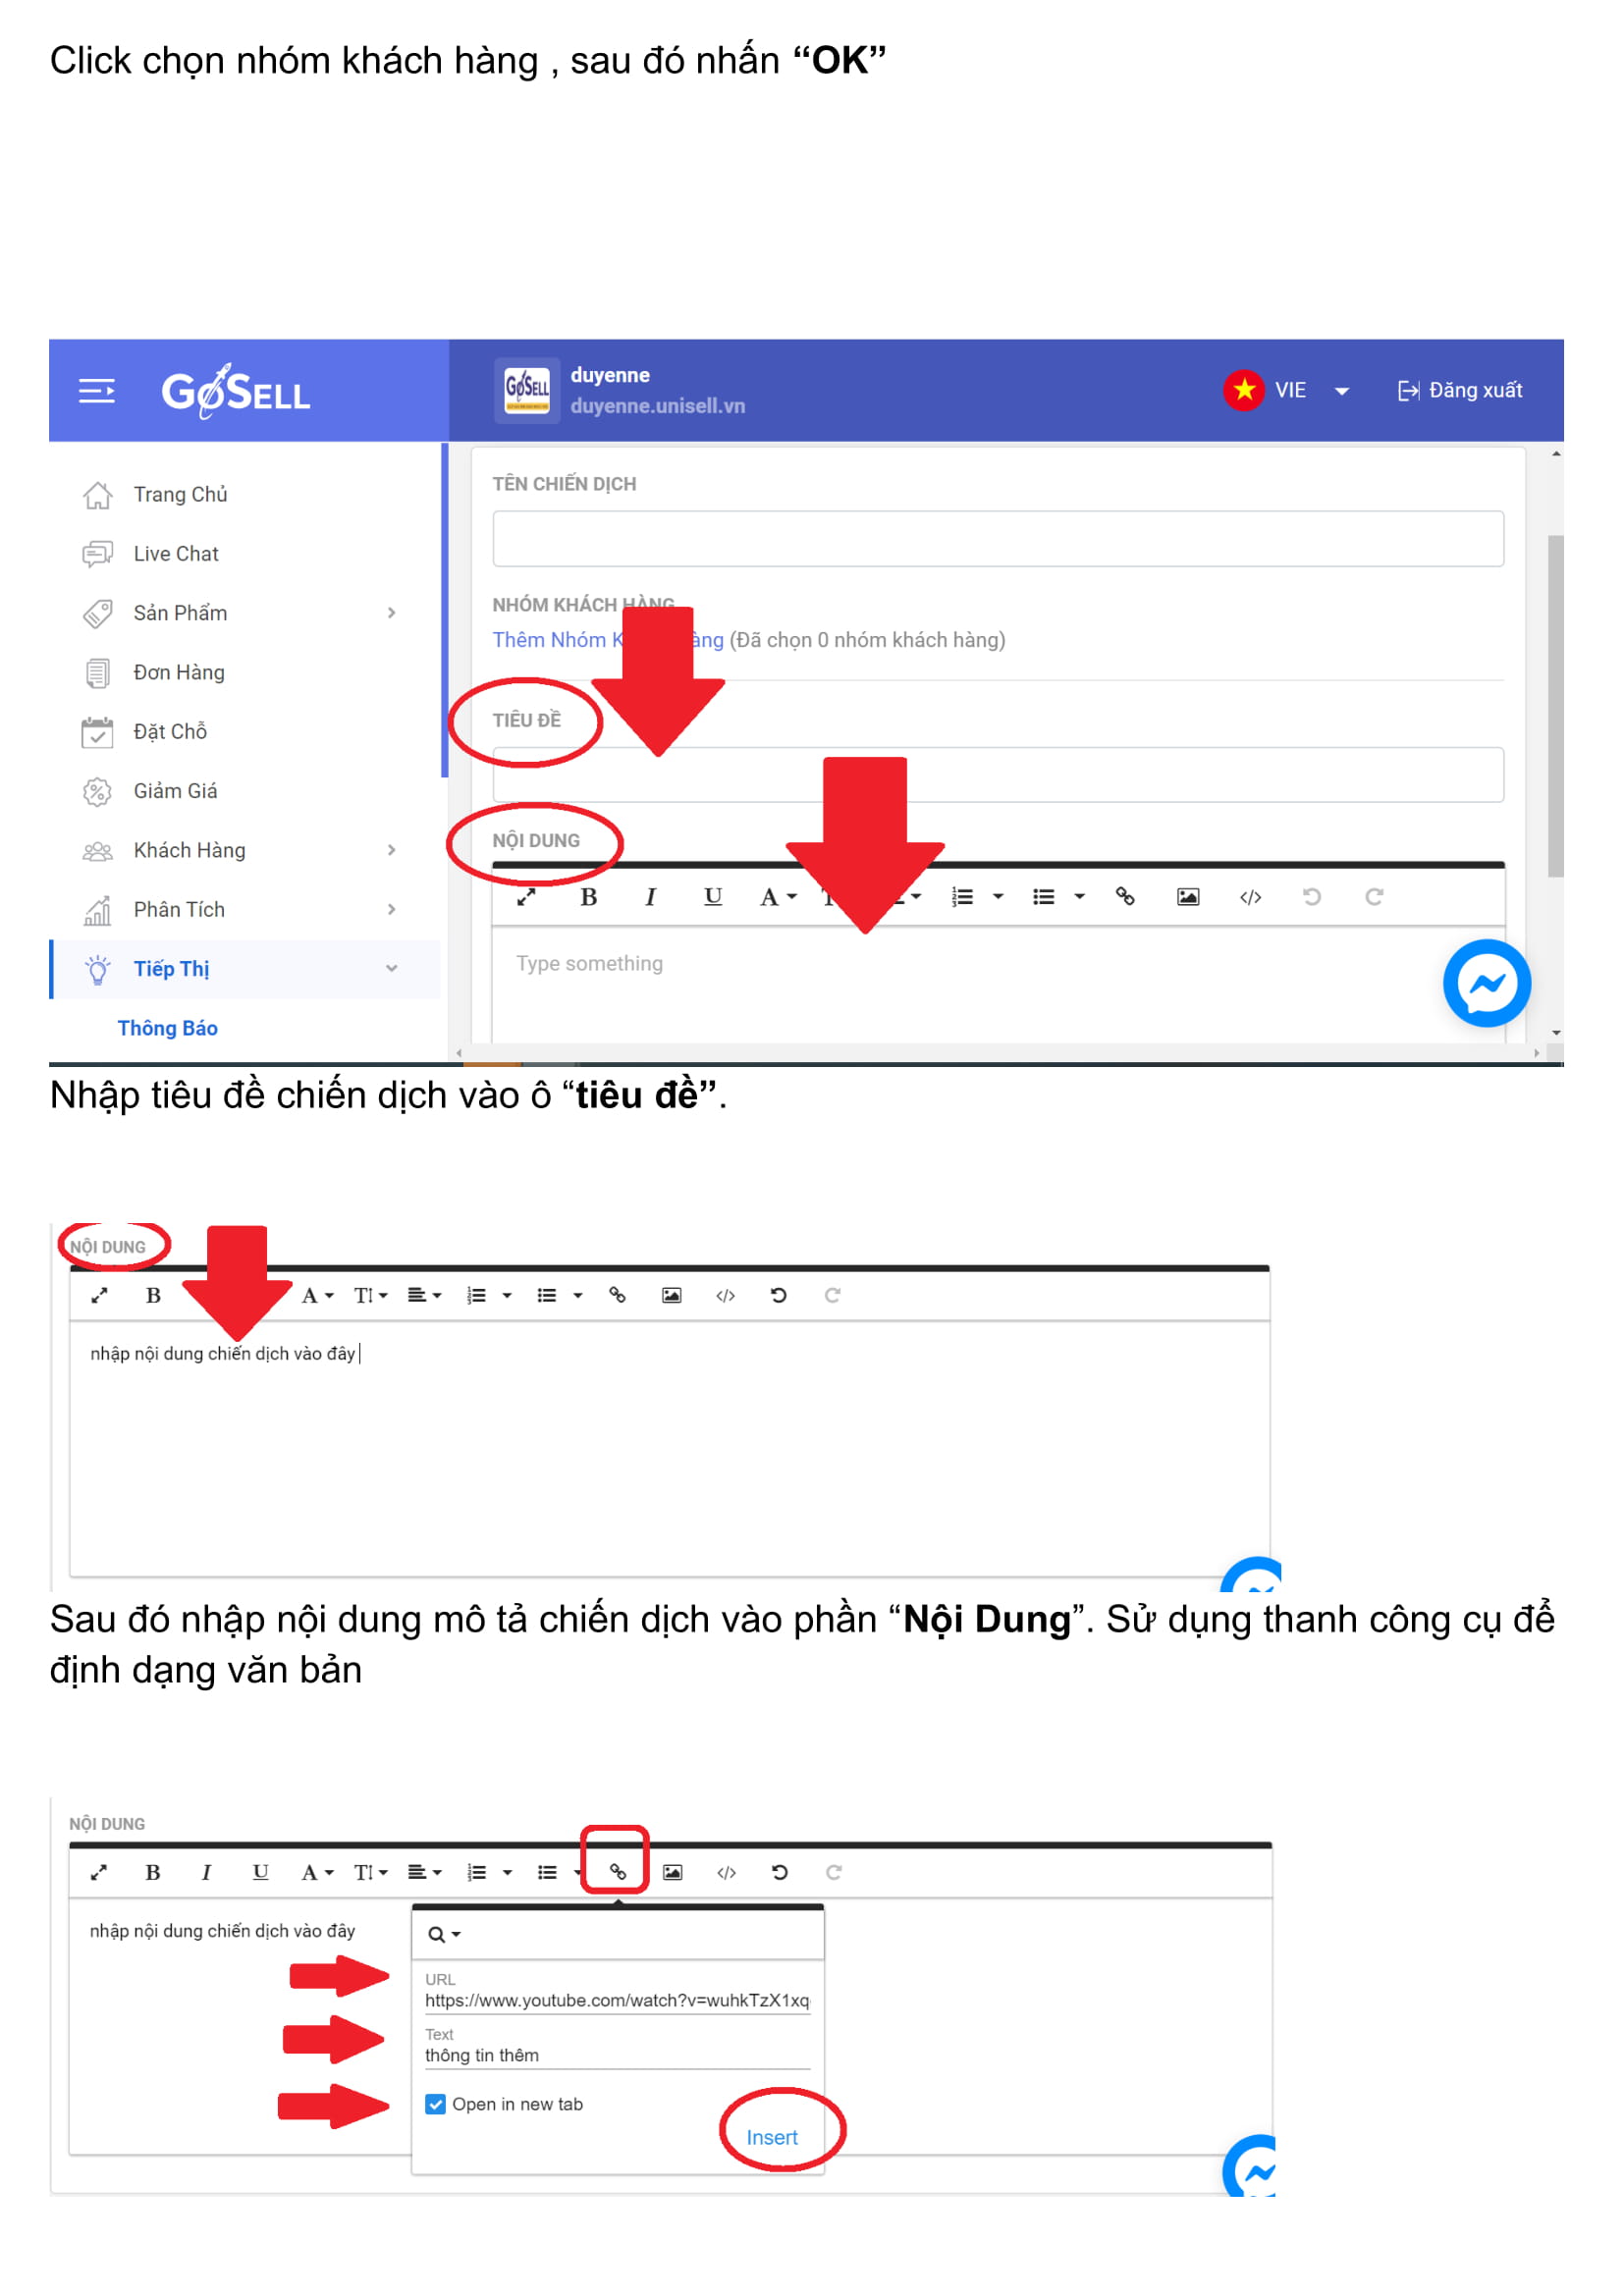 Click chọn nhóm khách hàng , sau đó nhấn “OK”
GoSELL
GoSELL
duyenne
duyenne.unisell.vn
VIE
Đăng xuất
Trang Chủ
Live Chat
Sản Phẩm
Đơn Hàng
Đặt Chỗ
Giảm Giá
Khách Hàng
Phân Tích
Tiếp Thị
Thông Báo
TÊN CHIẾN DỊCH
NHÓM KHÁCH HÀNG
Thêm Nhóm (Đã chọn 0 nhóm khách hàng)
TIÊU ĐỀ
NỘI DUNG
B I U A
Type something
Nhập tiêu đề chiến dịch vào ô “tiêu đề”.
NỘI DUNG
B A TI
nhập nội dung chiến dịch vào đây
Sau đó nhập nội dung mô tả chiến dịch vào phần “Nội Dung”. Sử dụng thanh công cụ để
định dạng văn bản
NỘI DUNG
B I U A TI
nhập nội dung chiến dịch vào đây
URL
https://www.youtube.com/watch?v=wuhkTzX1xq
Text
thông tin thêm
Open in new tab
Insert